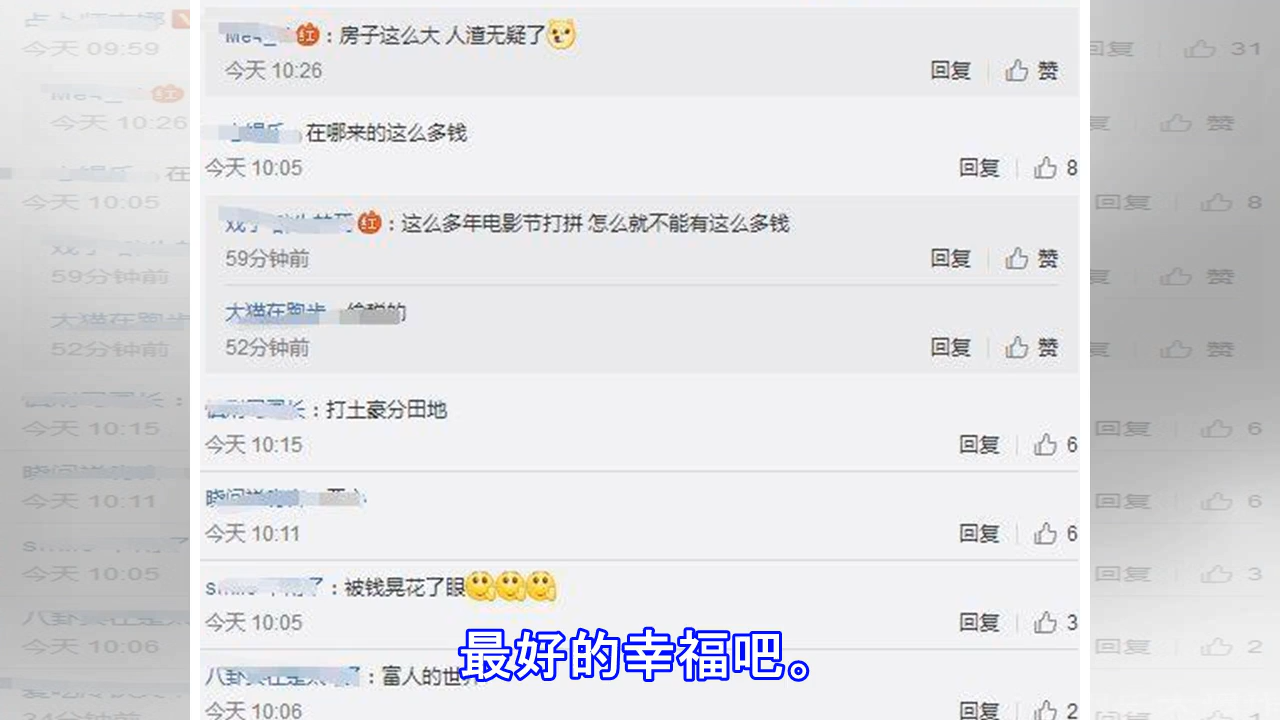 房子这么大 人渣无疑了
今天 10:26 回复 赞
在哪来的这么多钱
今天 10:05 回复 8
：这么多年电影节打拼 怎么就不能有这么多钱
59分钟前 回复 赞
大猫在跑步
52分钟前 回复 赞
：打土豪分田地
今天 10:15 回复 6
今天 10:11 回复 6
：被钱晃花了眼
今天 10:05 回复 3
：富人的世界
今天 10:06 回复 2
最好的幸福吧。